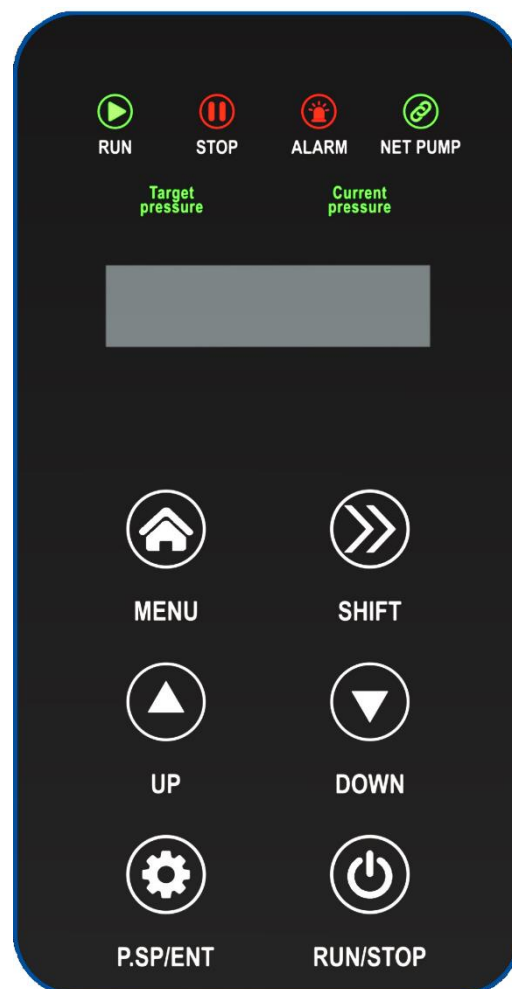 RUN STOP ALARM NET PUMP
Target Current
pressure pressure
MENU SHIFT
UP DOWN
P.SP/ENT RUN/STOP